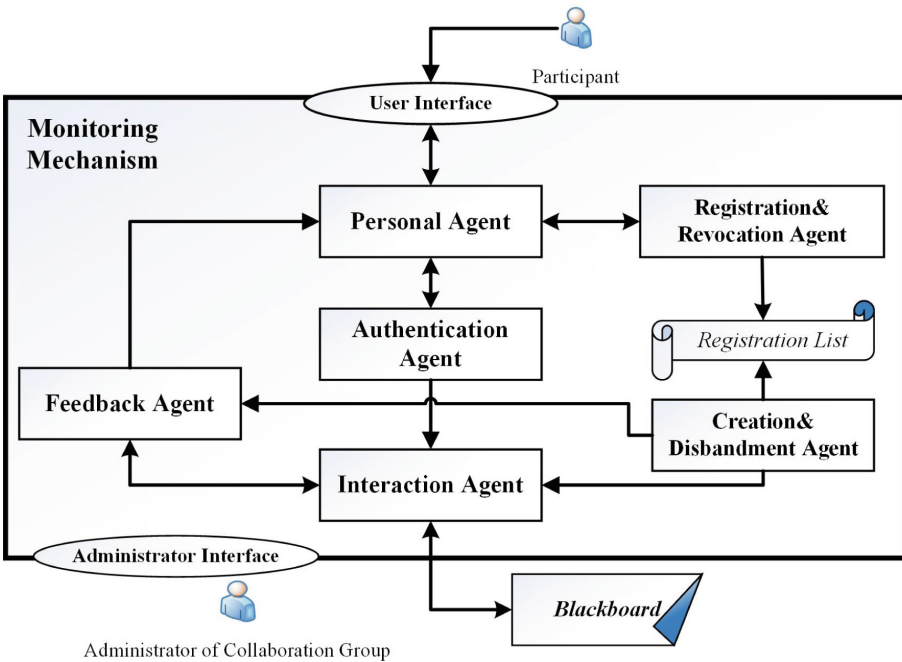 Participant
User Interface
Monitoring
Mechanism
Personal Agent
Registration&
Revocation Agent
Authentication
Agent
Registration List
Feedback Agent
Creation&
Disbandment Agent
Interaction Agent
Administrator Interface
Blackboard
Administrator of Collaboration Group